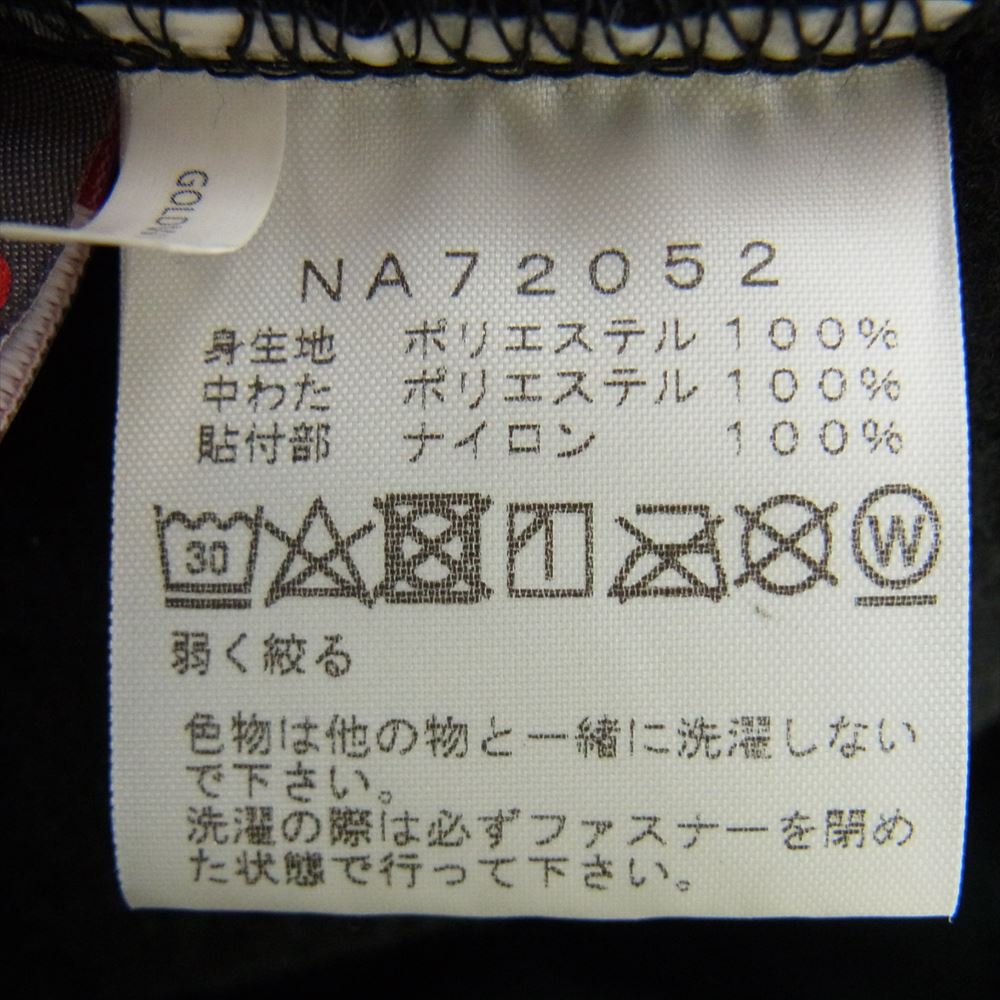 GOLDW
NA72052
身生地 ポリエステル 100%
中わた ポリエステル 100%
貼付部 ナイロン 100%
30 W
弱く絞る
色物は他の物と一緒に洗濯しない
で下さい。
洗濯の際は必ずファスナーを閉め
た状態で行って下さい。